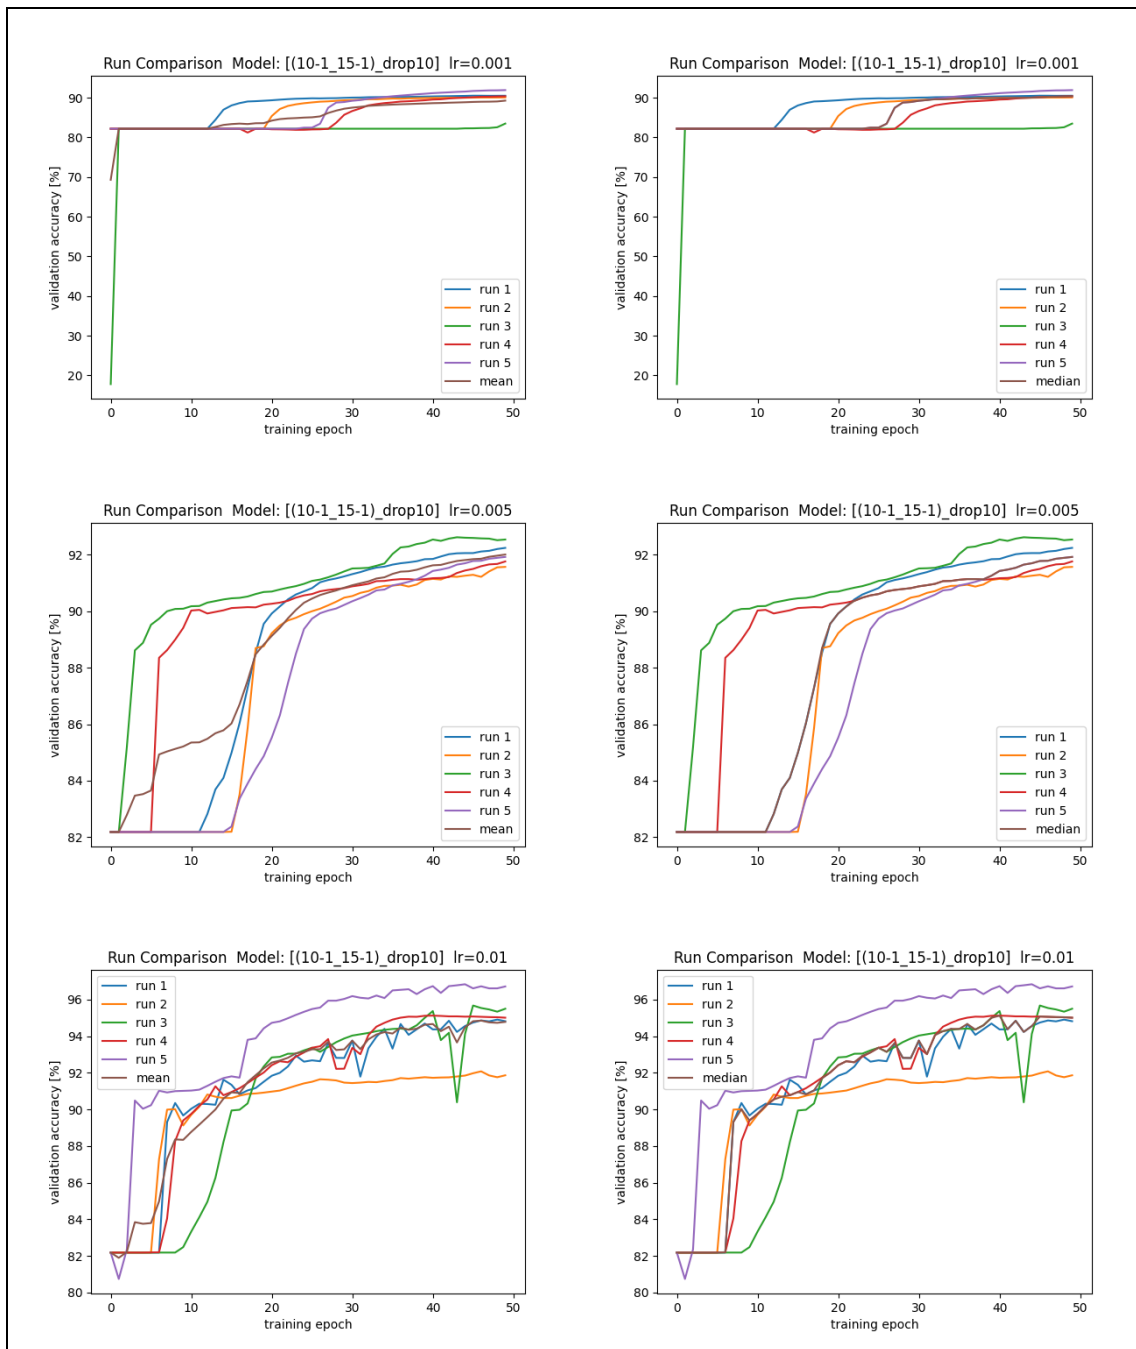 Run Comparison  Model: [(10-1_15-1)_drop10]  lr=0.001
validation accuracy [%]
90
80
70
60
50
40
30
20
run 1
run 2
run 3
run 4
run 5
mean
0 10 20 30 40 50
training epoch
Run Comparison  Model: [(10-1_15-1)_drop10]  lr=0.001
validation accuracy [%]
90
80
70
60
50
40
30
20
run 1
run 2
run 3
run 4
run 5
median
0 10 20 30 40 50
training epoch
Run Comparison  Model: [(10-1_15-1)_drop10]  lr=0.005
validation accuracy [%]
92
90
88
86
84
82
run 1
run 2
run 3
run 4
run 5
mean
0 10 20 30 40 50
training epoch
Run Comparison  Model: [(10-1_15-1)_drop10]  lr=0.005
validation accuracy [%]
92
90
88
86
84
82
run 1
run 2
run 3
run 4
run 5
median
0 10 20 30 40 50
training epoch
Run Comparison  Model: [(10-1_15-1)_drop10]  lr=0.01
validation accuracy [%]
96
94
92
90
88
86
84
82
80
run 1
run 2
run 3
run 4
run 5
mean
0 10 20 30 40 50
training epoch
Run Comparison  Model: [(10-1_15-1)_drop10]  lr=0.01
validation accuracy [%]
96
94
92
90
88
86
84
82
80
run 1
run 2
run 3
run 4
run 5
median
0 10 20 30 40 50
training epoch